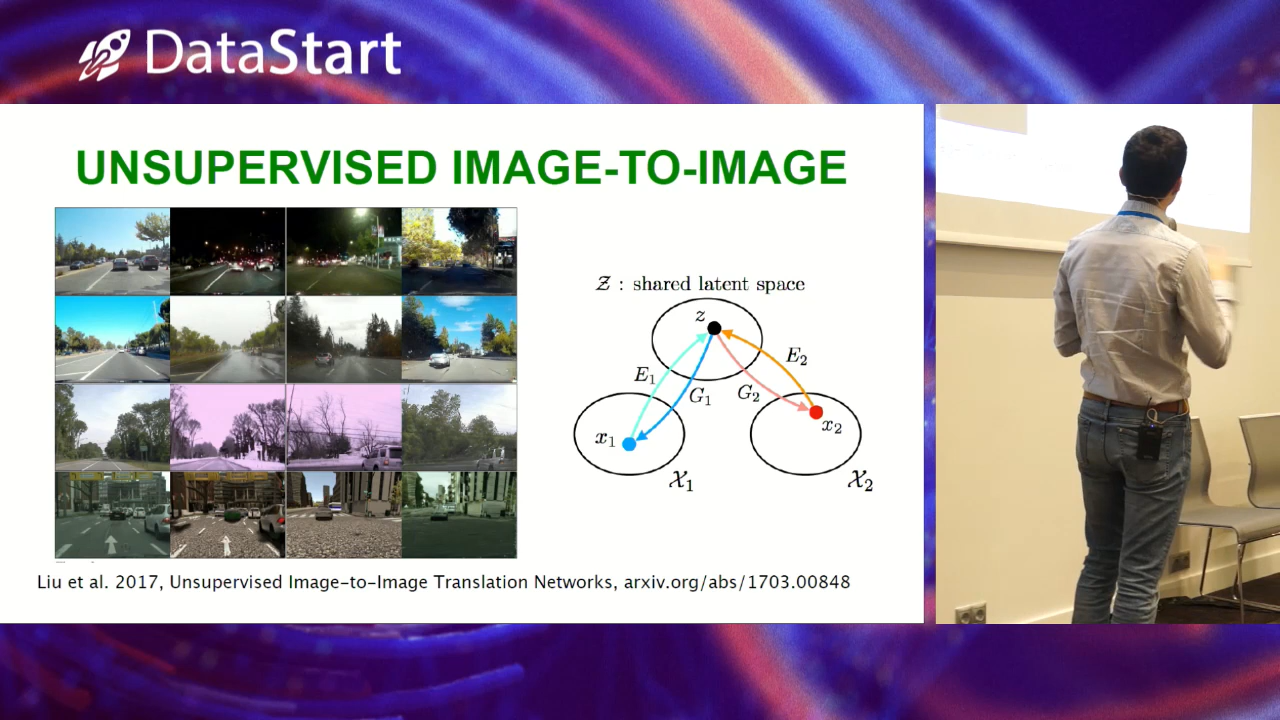 DataStart
UNSUPERVISED IMAGE-TO-IMAGE
Z : shared latent space
z
E1
G1
G2
E2
x1
x2
X1
X2
Liu et al. 2017, Unsupervised Image-to-Image Translation Networks, arxiv.org/abs/1703.00848